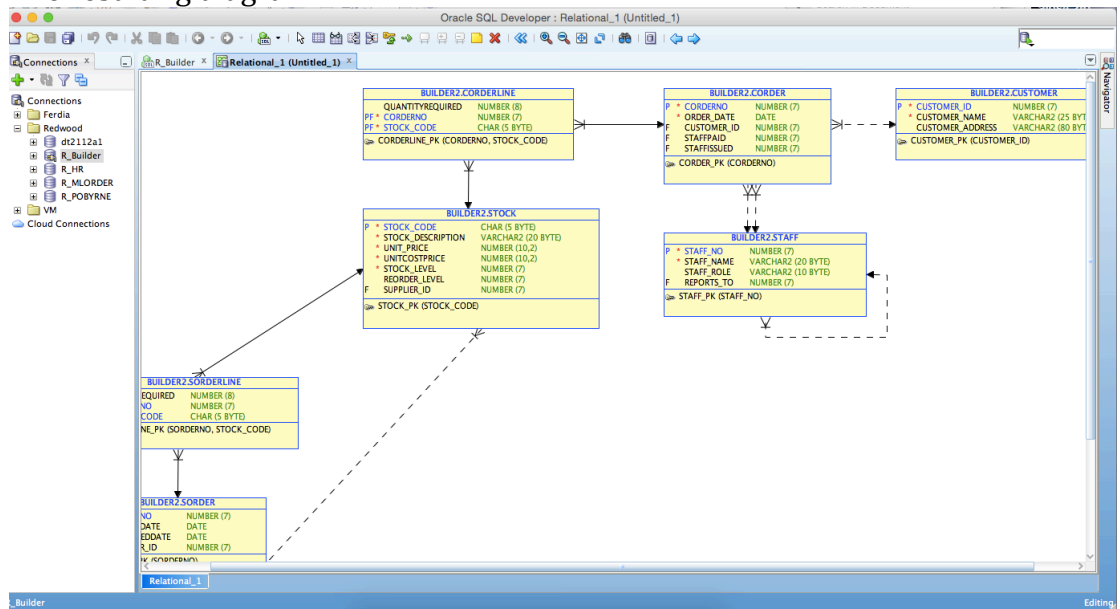 Oracle SQL Developer : Relational_1 (Untitled_1)
Connections
R_Builder
Relational_1 (Untitled_1)
Navigator
Connections
Ferdia
Redwood
dt2112a1
R_Builder
R_HR
R_MLORDER
R_POBYRNE
VM
Cloud Connections
BUILDER2.CORDERLINE
QUANTITYREQUIRED NUMBER (8)
PF * CORDERNO NUMBER (7)
PF * STOCK_CODE CHAR (5 BYTE)
CORDERLINE_PK (CORDERNO, STOCK_CODE)
BUILDER2.CORDER
P * CORDERNO NUMBER (7)
* ORDER_DATE DATE
F CUSTOMER_ID NUMBER (7)
F STAFFPAID NUMBER (7)
F STAFFISSUED NUMBER (7)
CORDER_PK (CORDERNO)
BUILDER2.CUSTOMER
P * CUSTOMER_ID NUMBER (7)
* CUSTOMER_NAME VARCHAR2 (25 BYT
CUSTOMER_ADDRESS VARCHAR2 (80 BYT
CUSTOMER_PK (CUSTOMER_ID)
BUILDER2.STOCK
P * STOCK_CODE CHAR (5 BYTE)
* STOCK_DESCRIPTION VARCHAR2 (20 BYTE)
* UNIT_PRICE NUMBER (10,2)
* UNITCOSTPRICE NUMBER (10,2)
* STOCK_LEVEL NUMBER (7)
REORDER_LEVEL NUMBER (7)
F SUPPLIER_ID NUMBER (7)
STOCK_PK (STOCK_CODE)
BUILDER2.STAFF
P * STAFF_NO NUMBER (7)
* STAFF_NAME VARCHAR2 (20 BYTE)
STAFF_ROLE VARCHAR2 (10 BYTE)
F REPORTS_TO NUMBER (7)
STAFF_PK (STAFF_NO)
BUILDER2.SORDERLINE
EQUIRED NUMBER (8)
NO NUMBER (7)
CODE CHAR (5 BYTE)
NE_PK (SORDERNO, STOCK_CODE)
BUILDER2.SORDER
NO NUMBER (7)
DATE DATE
EDDATE DATE
R_ID NUMBER (7)
PK (SORDERNO)
Relational_1
_Builder
Editing